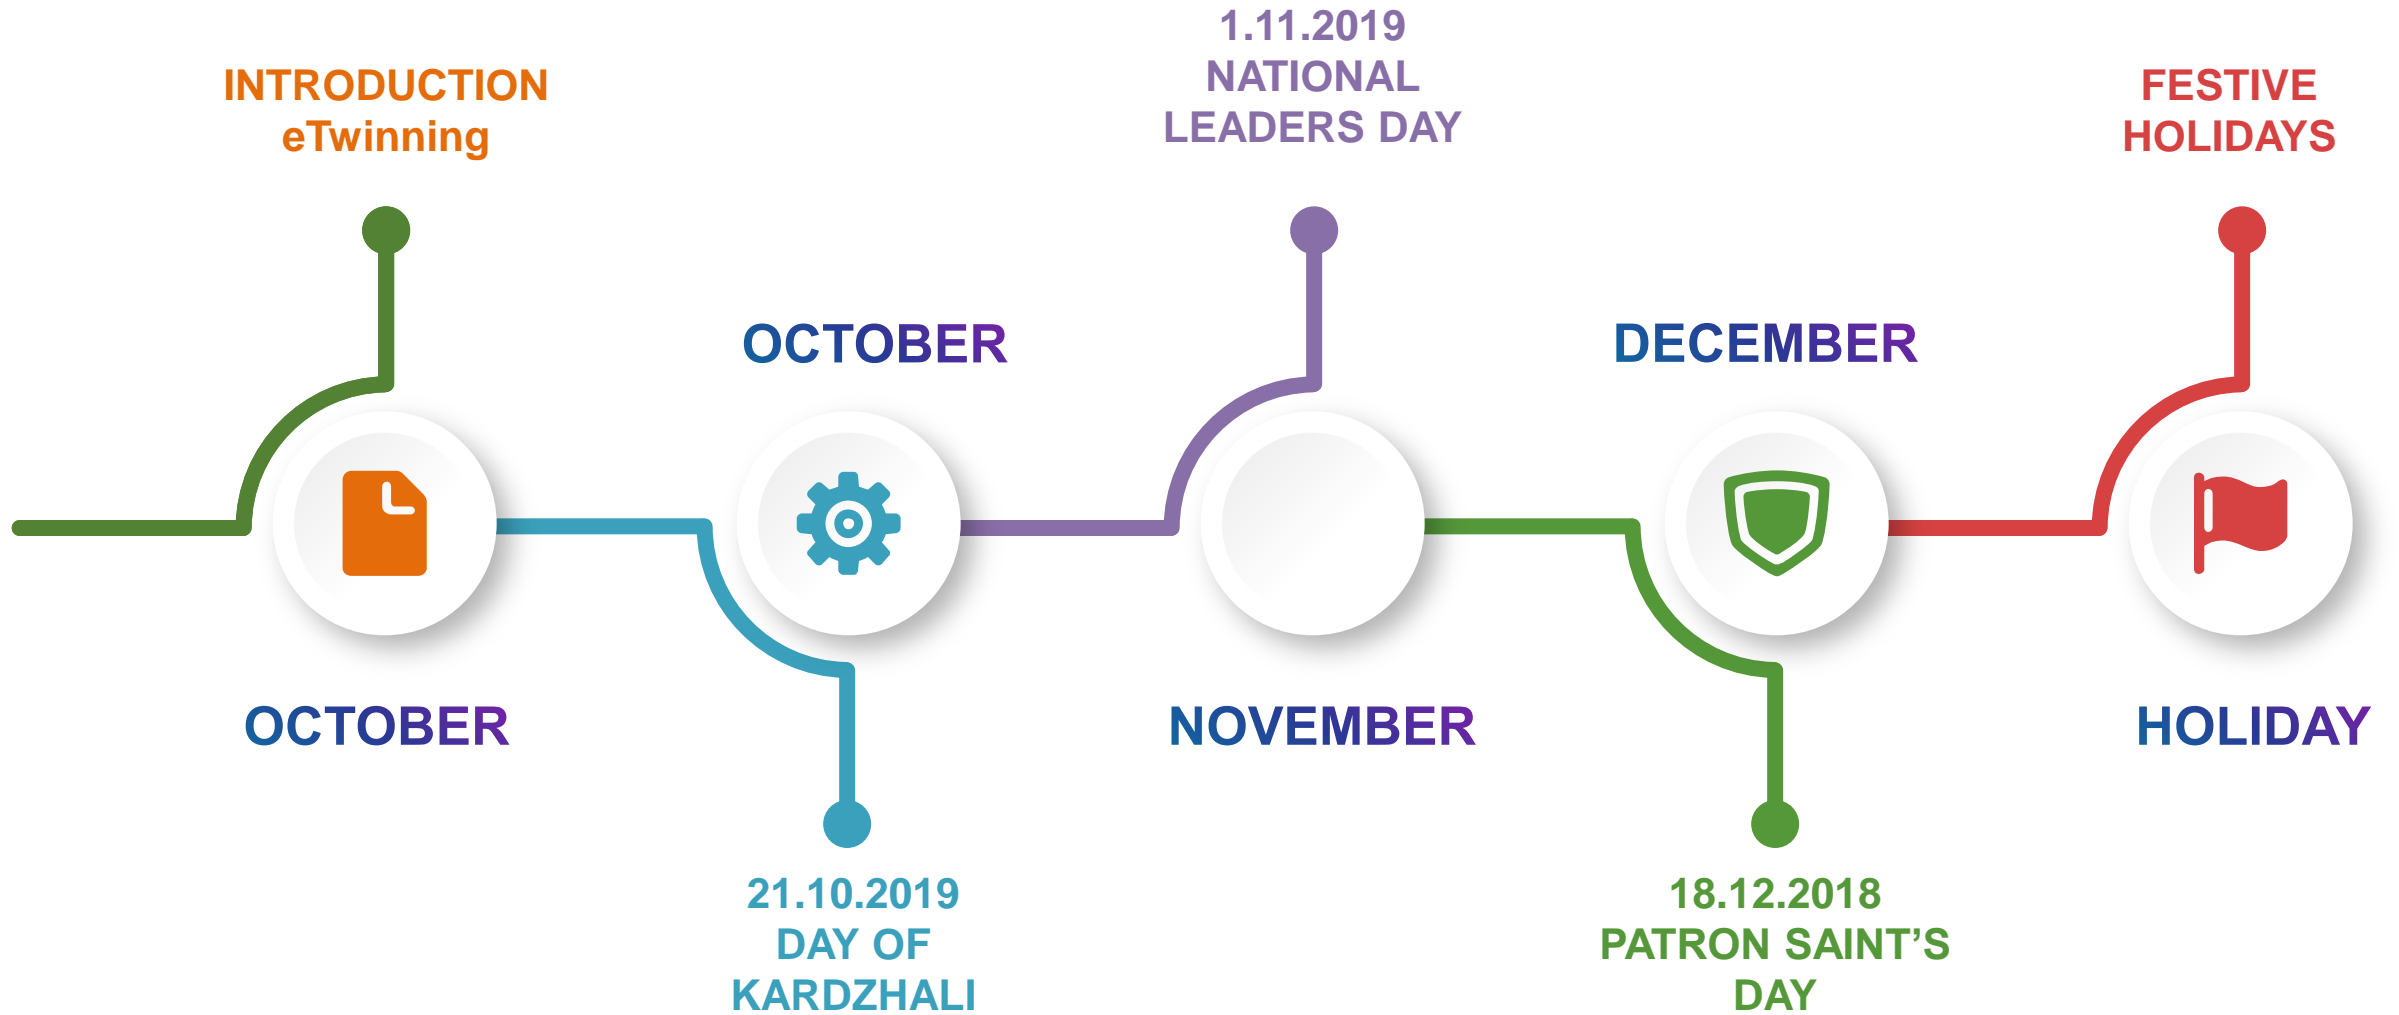 INTRODUCTION
eTwinning
OCTOBER
OCTOBER
21.10.2019
DAY OF
KARDZHALI
1.11.2019
NATIONAL
LEADERS DAY
NOVEMBER
DECEMBER
18.12.2018
PATRON SAINT’S
DAY
FESTIVE
HOLIDAYS
HOLIDAY